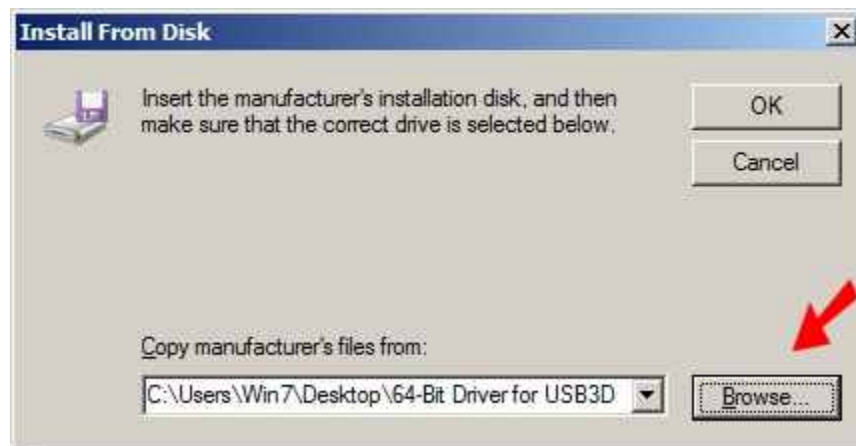 Install From Disk
Insert the manufacturer's installation disk, and then
make sure that the correct drive is selected below.
OK
Cancel
Copy manufacturer's files from:
C:\Users\Win7\Desktop\64-Bit Driver for USB3D
Browse...